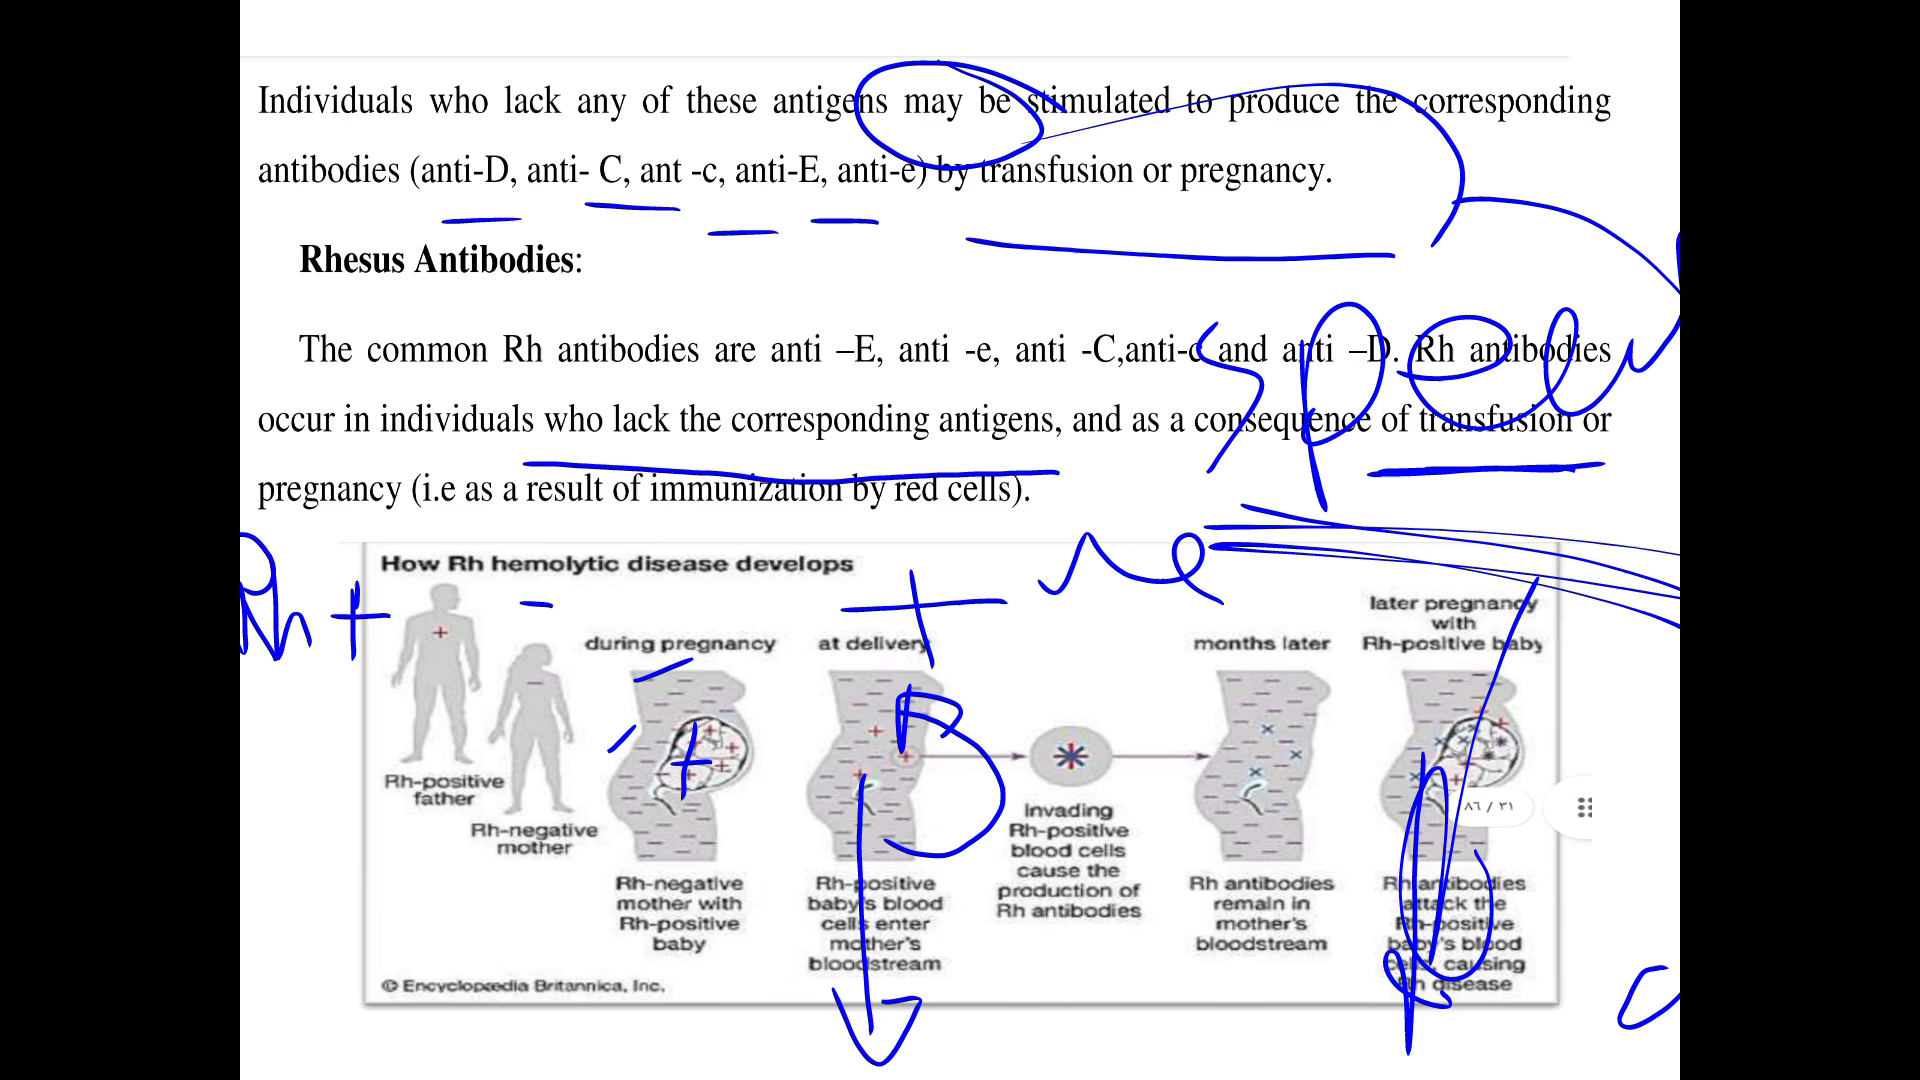 Individuals who lack any of these antigens may be stimulated to produce the corresponding
antibodies (anti-D, anti- C, ant -c, anti-E, anti-e) by transfusion or pregnancy.
Rhesus Antibodies:
The common Rh antibodies are anti –E, anti -e, anti -C,anti-c and anti –D. Rh antibodies
occur in individuals who lack the corresponding antigens, and as a consequence of transfusion or
pregnancy (i.e as a result of immunization by red cells).
Rh +
How Rh hemolytic disease develops
Rh-positive
father
Rh-negative
mother
during pregnancy
Rh-negative
mother with
Rh-positive
baby
at delivery
Rh-positive
baby's blood
cells enter
mother's
bloodstream
Invading
Rh-positive
blood cells
cause the
production of
Rh antibodies
months later
Rh antibodies
remain in
mother's
bloodstream
later pregnancy
with
Rh-positive baby
Rh antibodies
attack the
Rh-positive
baby's blood
cells, causing
Rh disease
© Encyclopædia Britannica, Inc.
٨٦ / ٣١